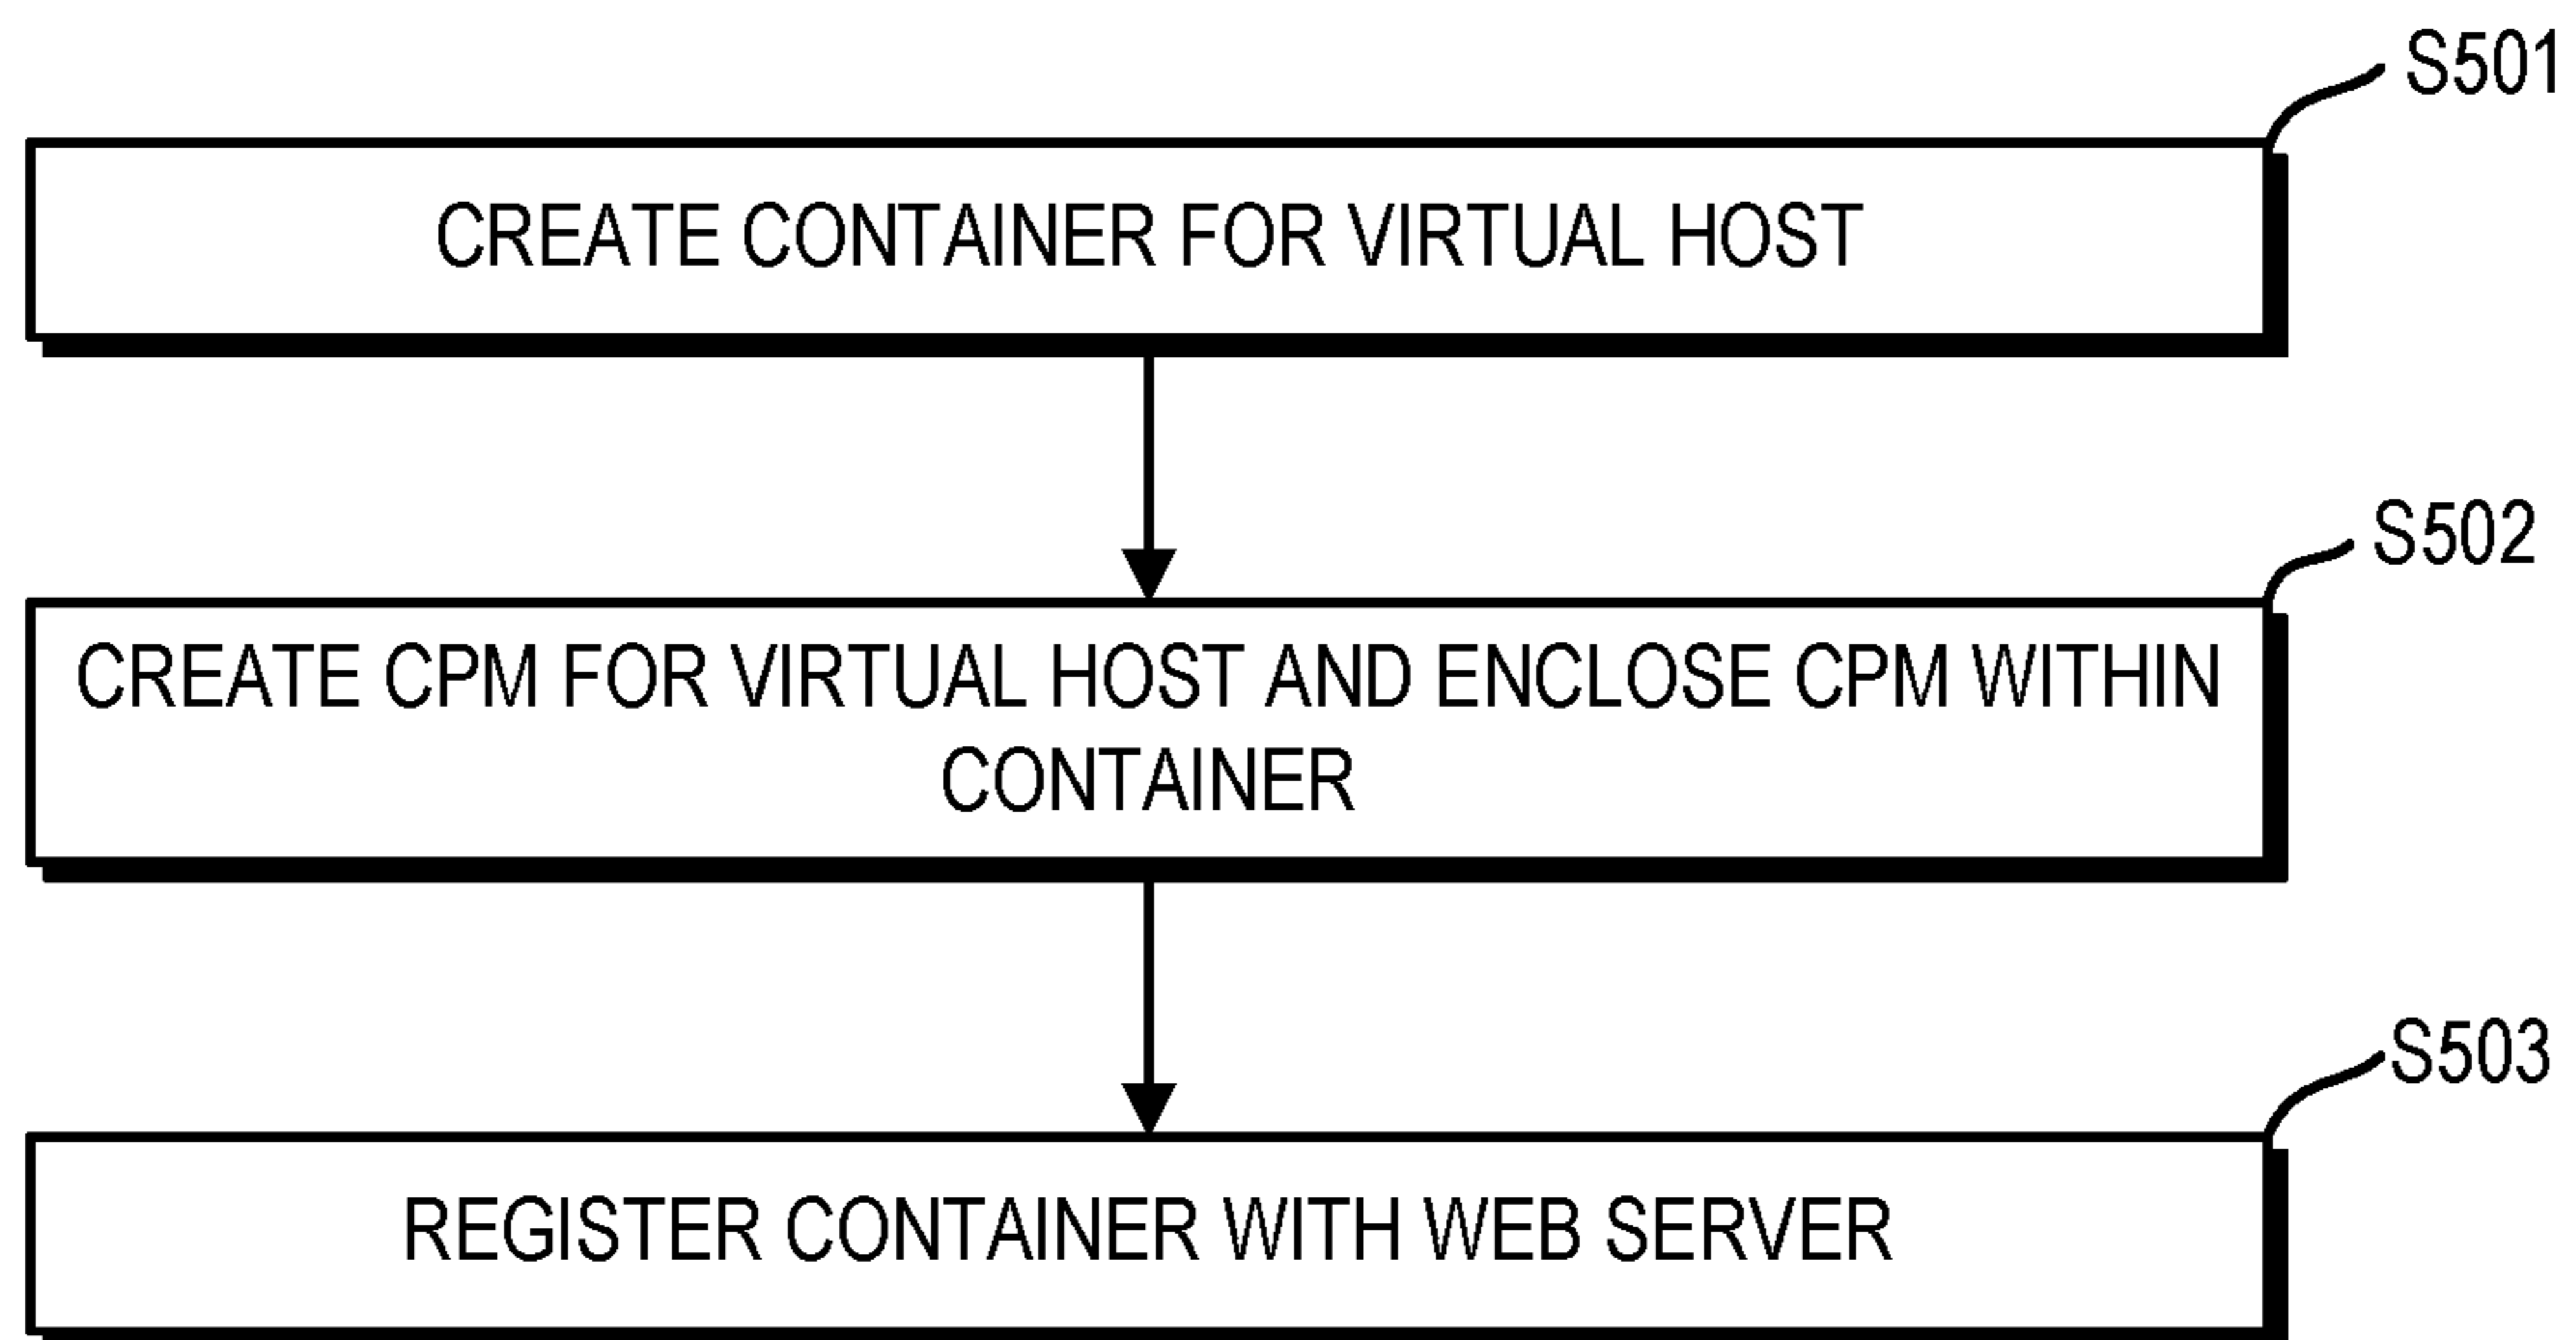 S501
CREATE CONTAINER FOR VIRTUAL HOST
S502
CREATE CPM FOR VIRTUAL HOST AND ENCLOSE CPM WITHIN
CONTAINER
S503
REGISTER CONTAINER WITH WEB SERVER